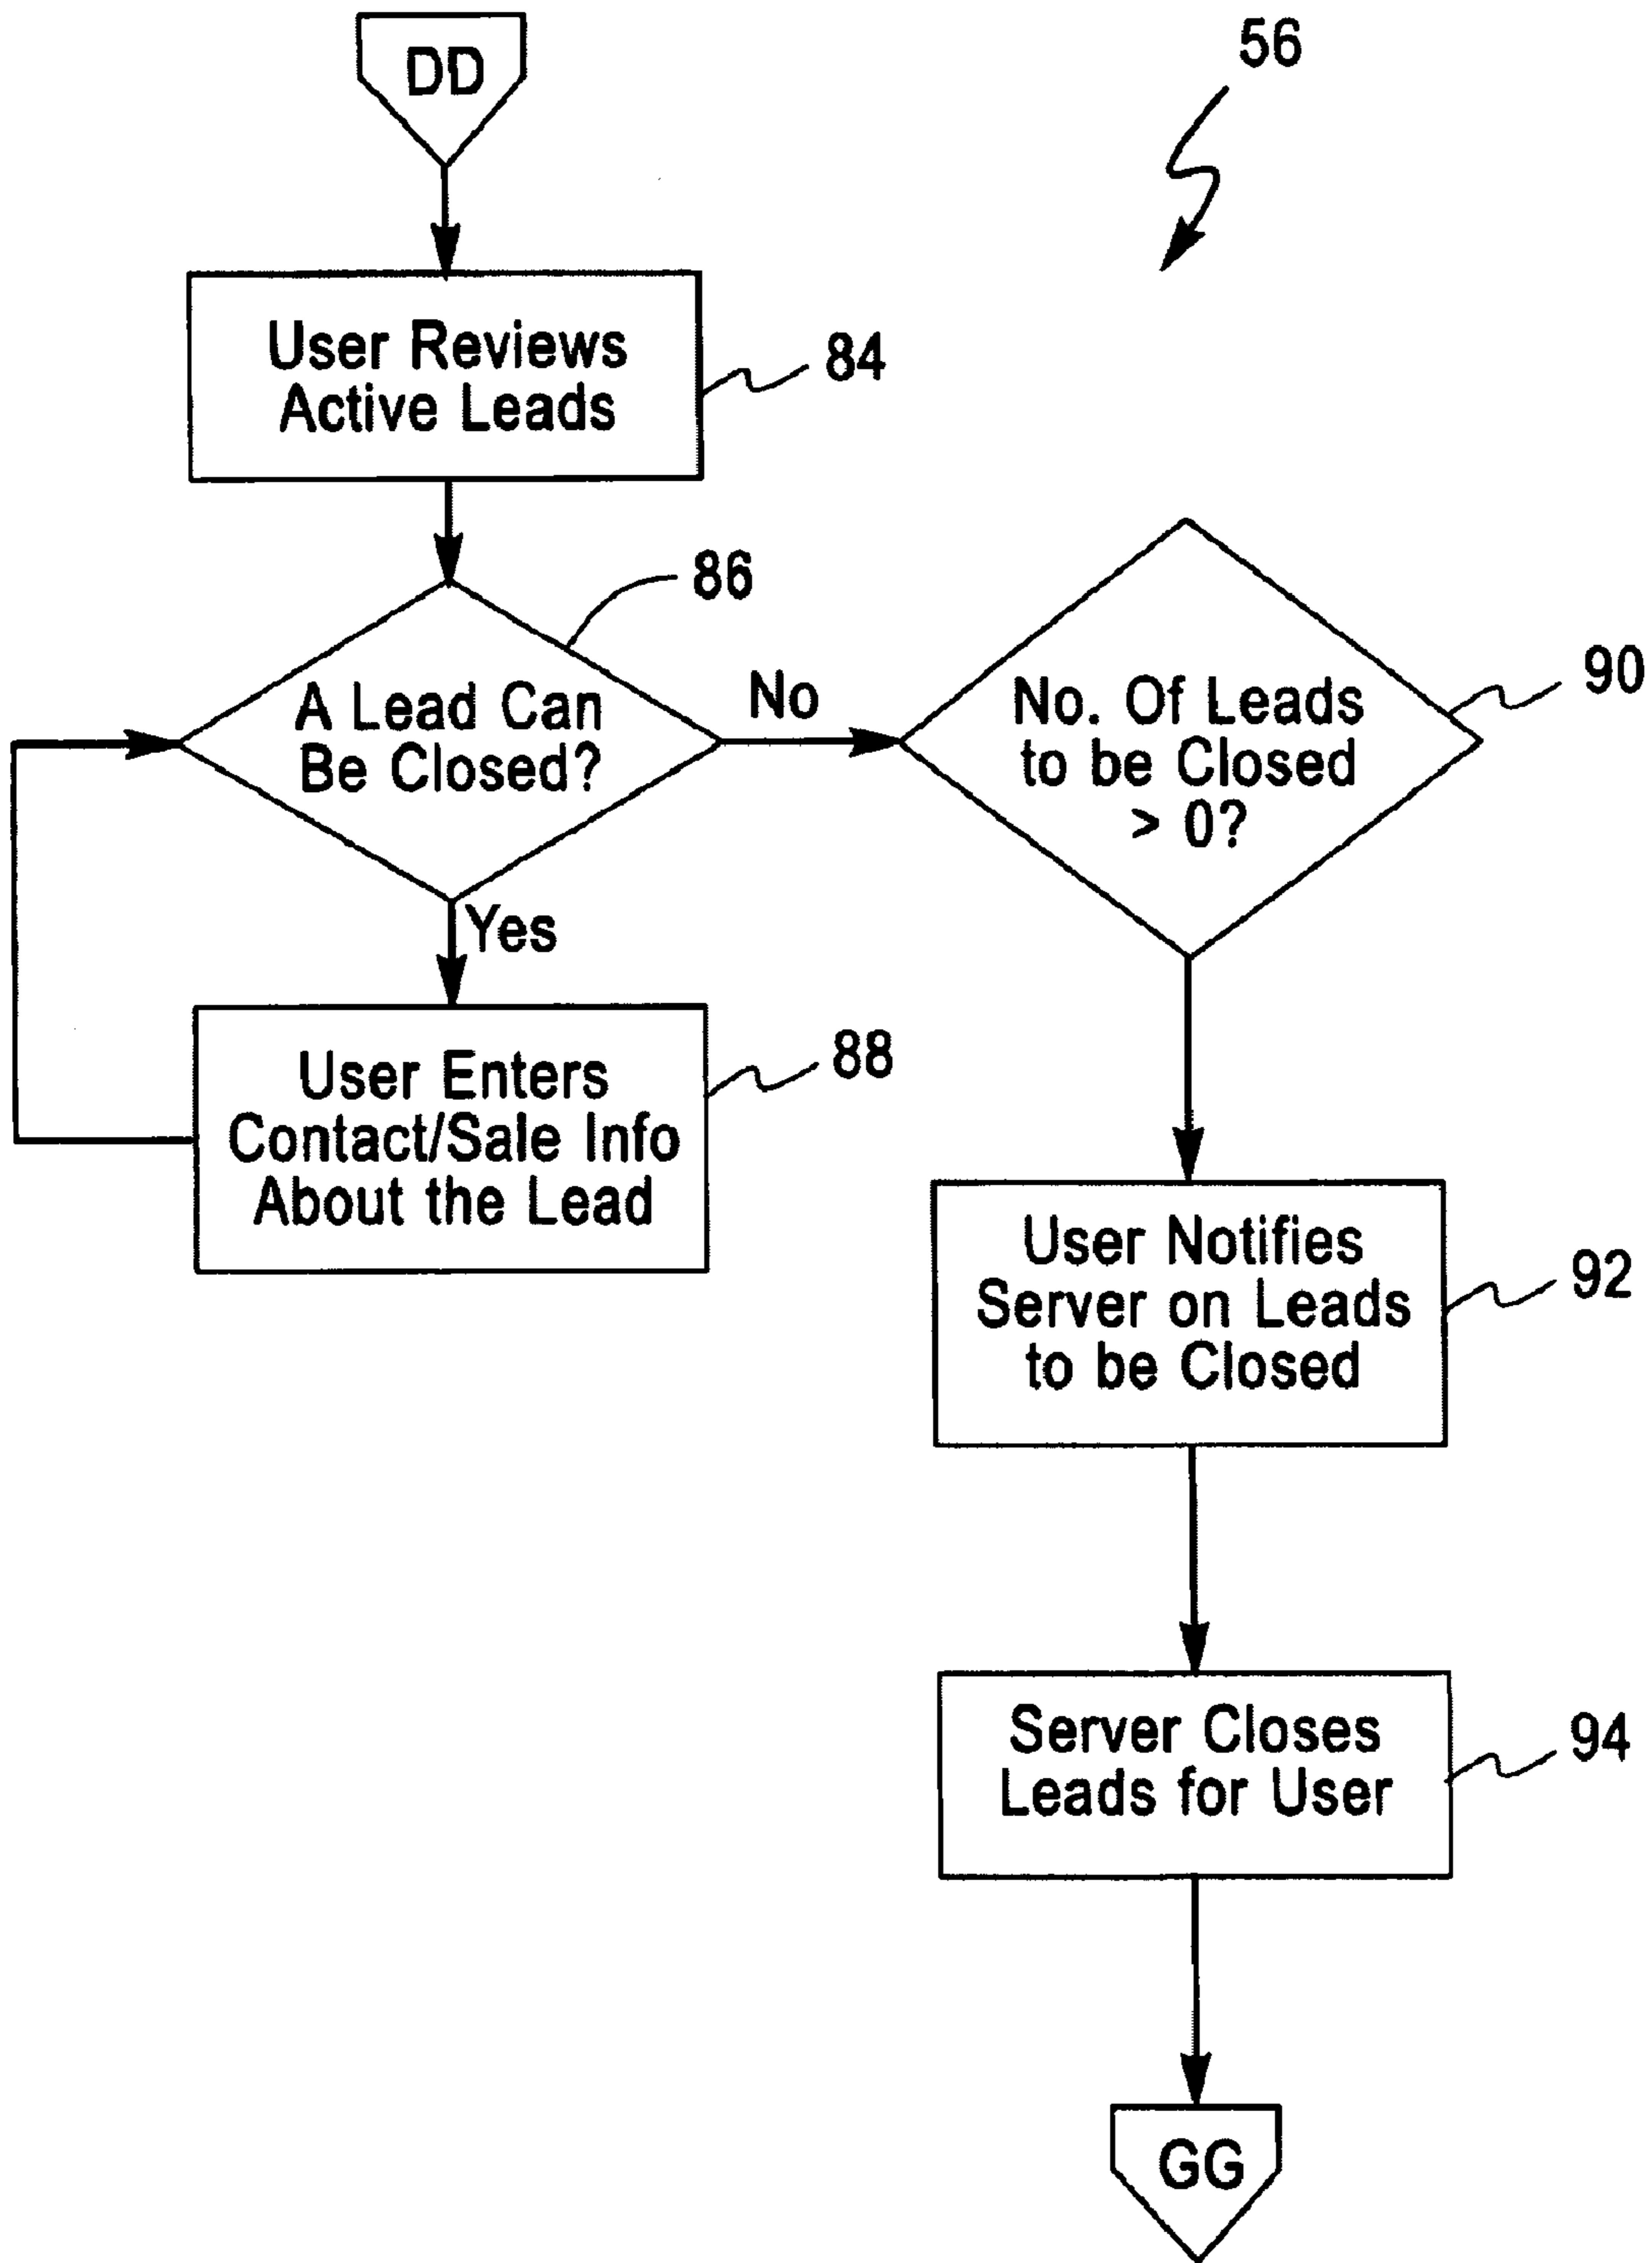 DD
56
User Reviews
Active Leads
84
86
A Lead Can
Be Closed?
No
No. Of Leads
to be Closed
> 0?
90
Yes
User Enters
Contact/Sale Info
About the Lead
88
User Notifies
Server on Leads
to be Closed
92
Server Closes
Leads for User
94
GG